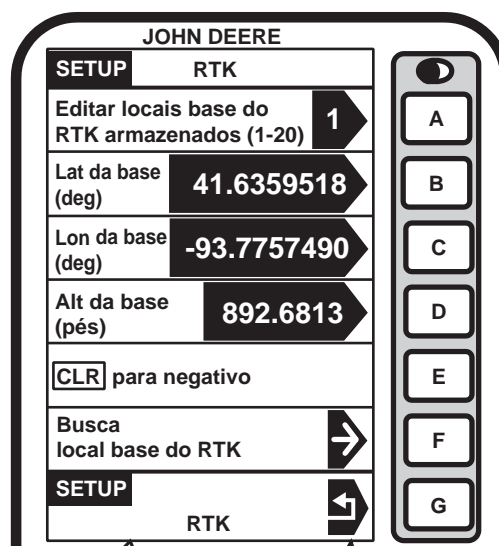 JOHN DEERE
SETUP RTK
Editar locais base do
RTK armazenados (1-20) 1
A
Lat da base
(deg) 41.6359518
B
Lon da base
(deg) -93.7757490
C
Alt da base
(pés) 892.6813
D
CLR para negativo
E
Busca
local base do RTK
F
SETUP
RTK
G